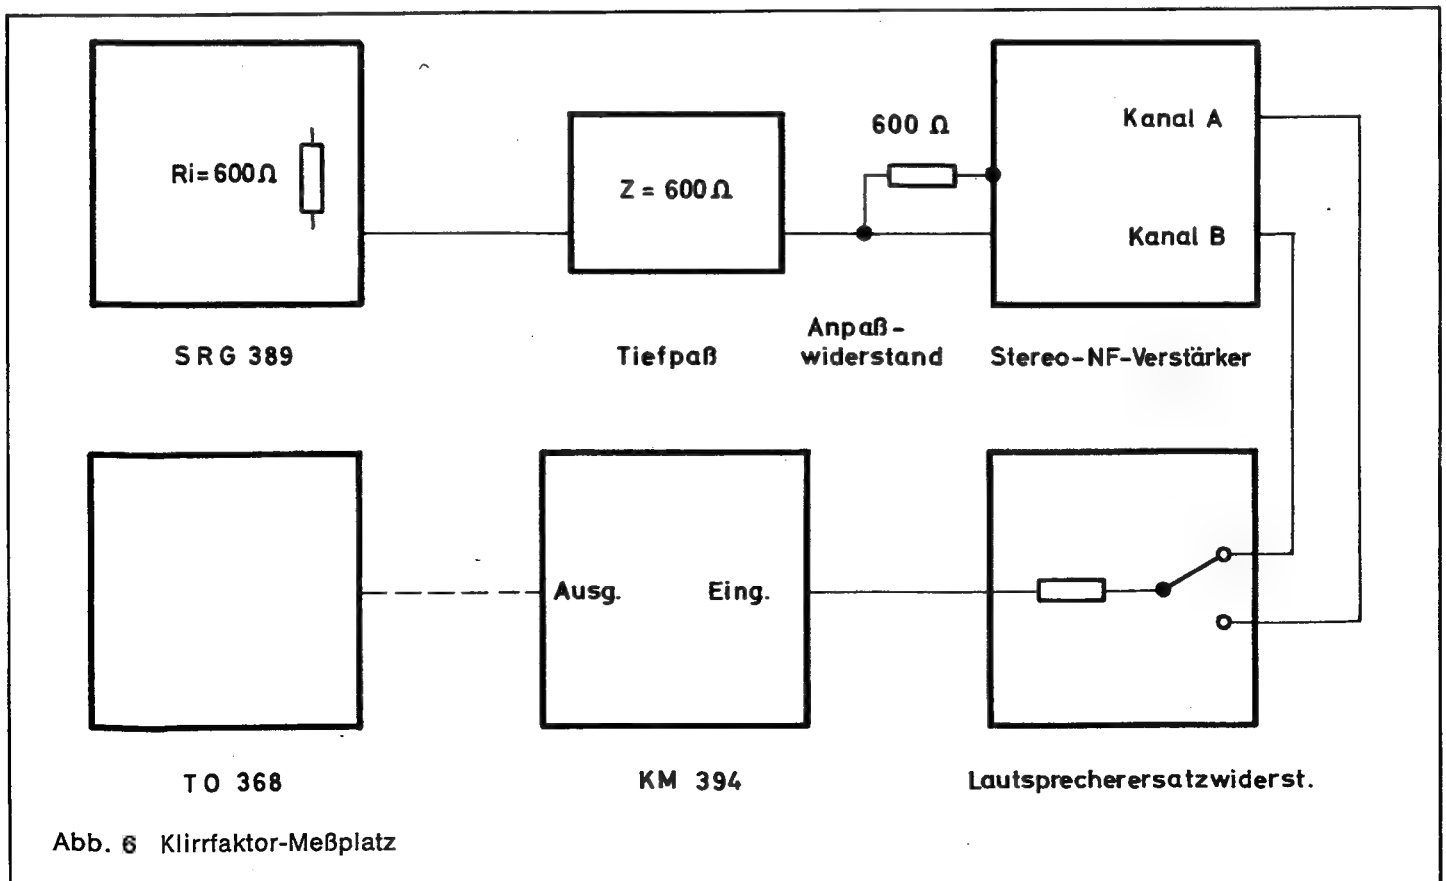 Ri=600Ω
Z = 600Ω
600 Ω
Kanal A
Kanal B
SRG 389
Tiefpaß
Anpaß-
widerstand
Stereo-NF-Verstärker
Ausg.
Eing.
TO 368
KM 394
Lautsprecherersatzwiderst.
Abb. 6 Klirrfaktor-Meßplatz